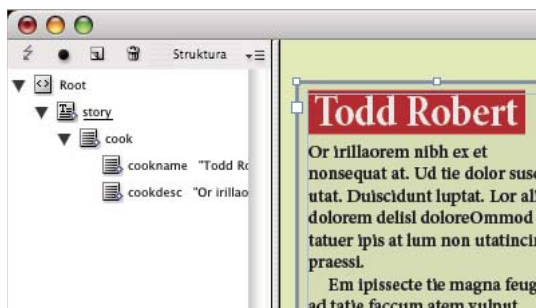 Struktura
Root
story
cook
cookname "Todd Ro
cookdesc "Or irillao
Todd Robert
Or irillaorem nibh ex et
nonsequat at. Ud tie dolor susc
utat. Duiscidunt luptat. Lor ali
dolorem delisl doloreOmmod
tatuer ipis at lum non utatincin
praessi.
Em ipissecte tie magna feug
ad tatie faccum atem vulput